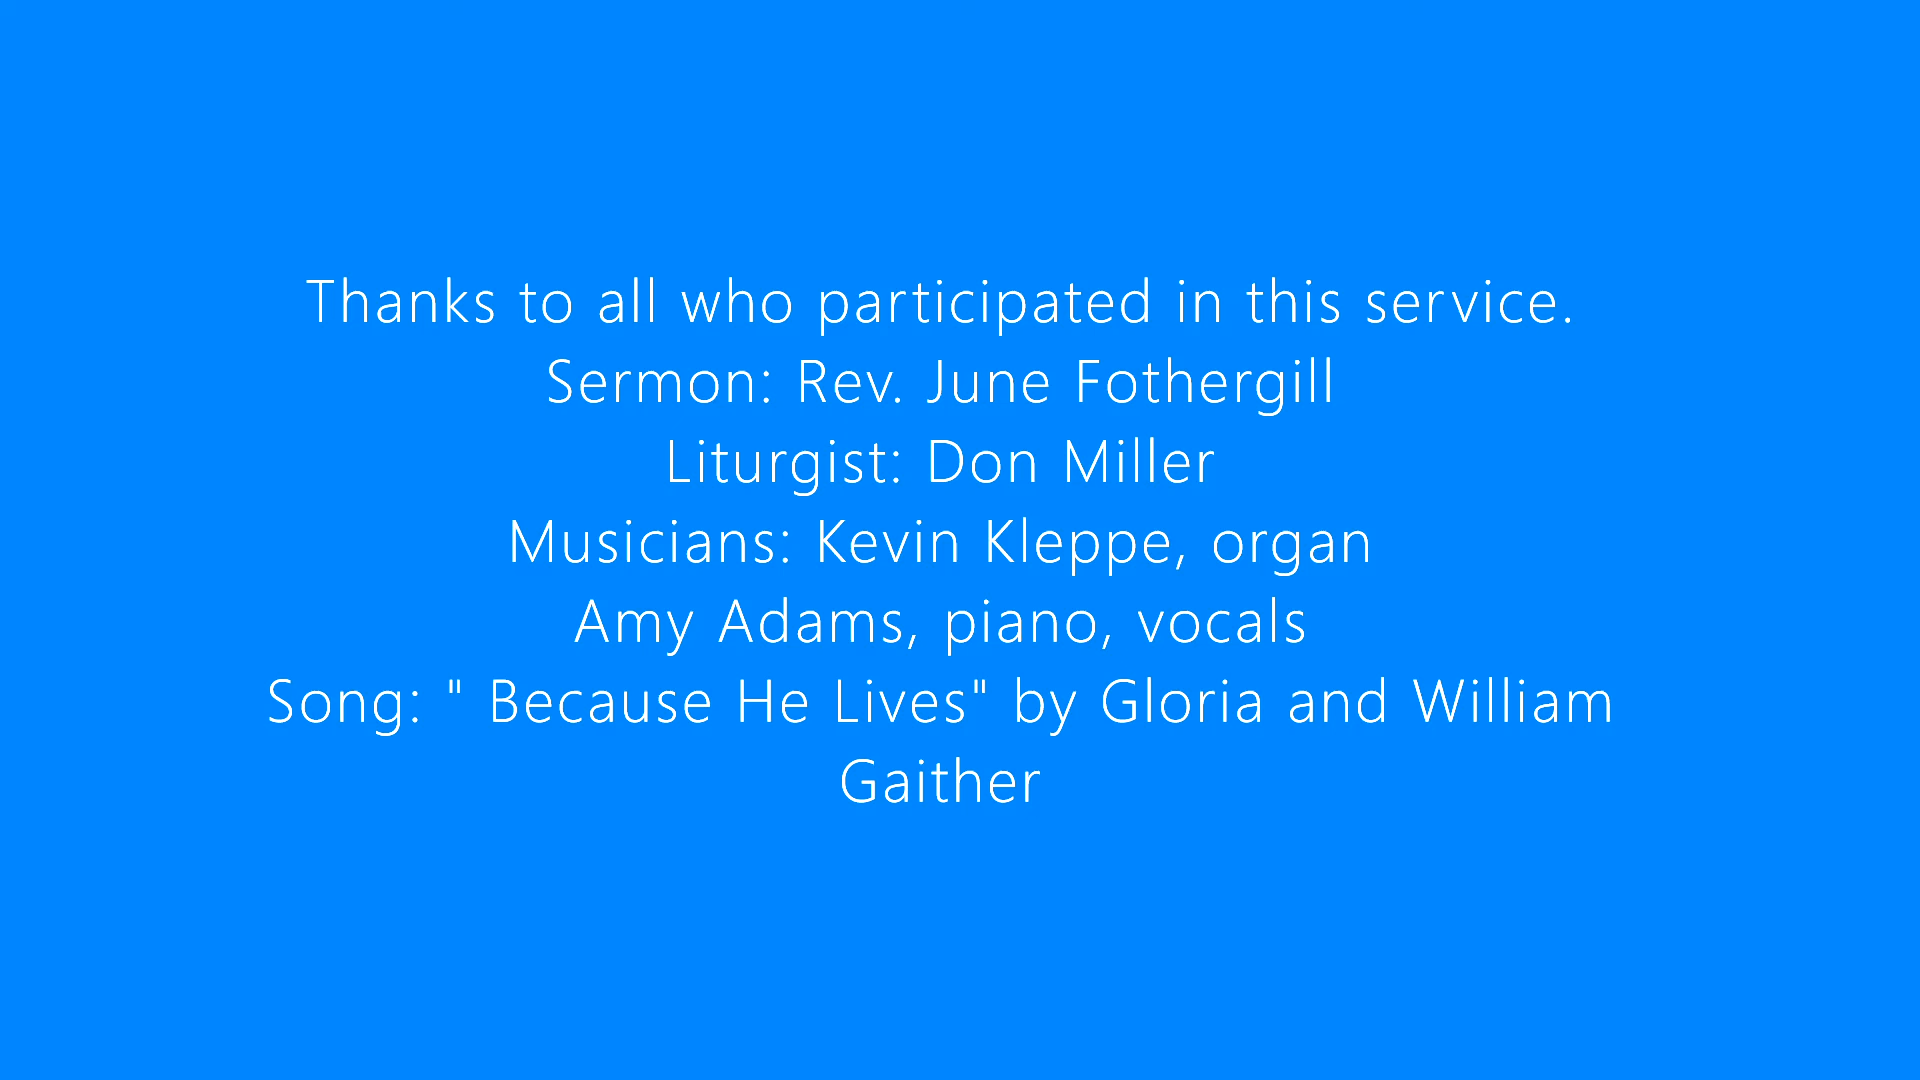 Thanks to all who participated in this service.
Sermon: Rev. June Fothergill
Liturgist: Don Miller
Musicians: Kevin Kleppe, organ
Amy Adams, piano, vocals
Song: " Because He Lives" by Gloria and William
Gaither